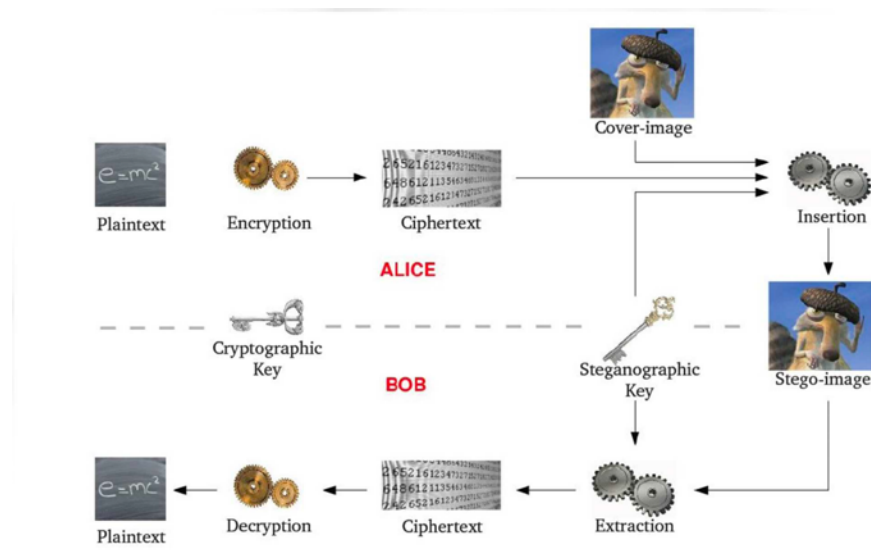 Cover-image
e=mc²
Plaintext
Encryption
Ciphertext
Insertion
ALICE
Cryptographic
Key
Steganographic
Key
Stego-image
BOB
e=mc²
Plaintext
Decryption
Ciphertext
Extraction